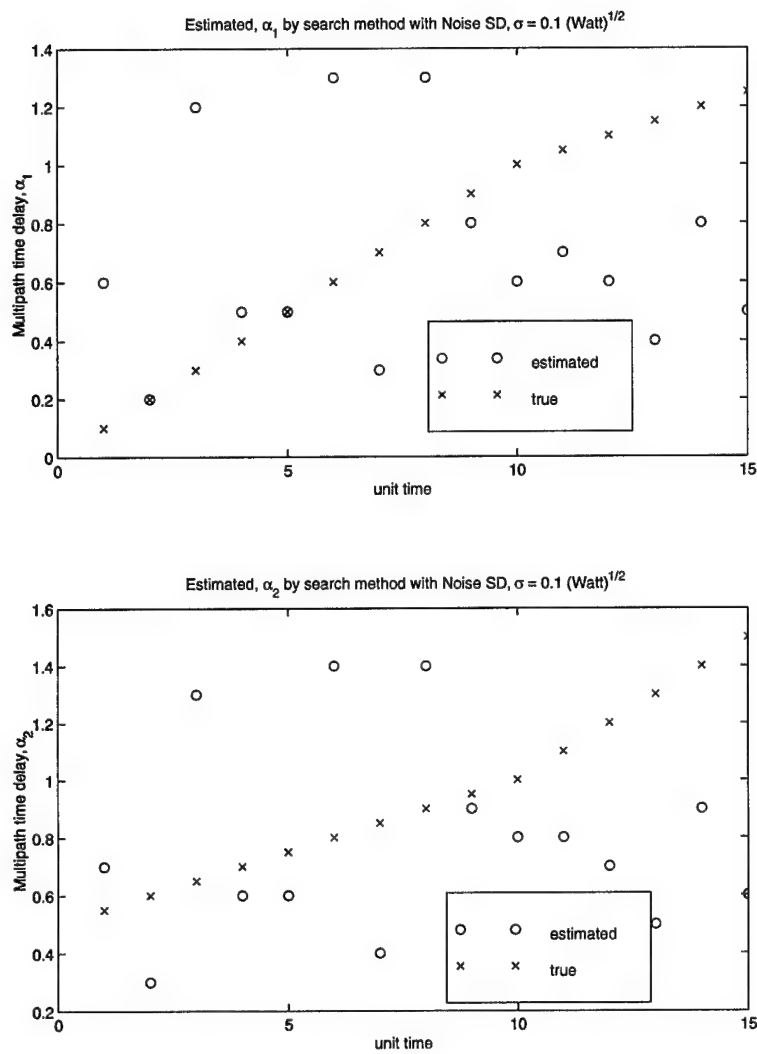 Estimated, α₁ by search method with Noise SD, σ = 0.1 (Watt)^1/2
1.4
1.2
1
0.8
0.6
0.4
0.2
0
Multipath time delay, α₁
estimated
true
0
5
10
15
unit time
Estimated, α₂ by search method with Noise SD, σ = 0.1 (Watt)^1/2
1.6
1.4
1.2
1
0.8
0.6
0.4
0.2
Multipath time delay, α₂
estimated
true
0
5
10
15
unit time